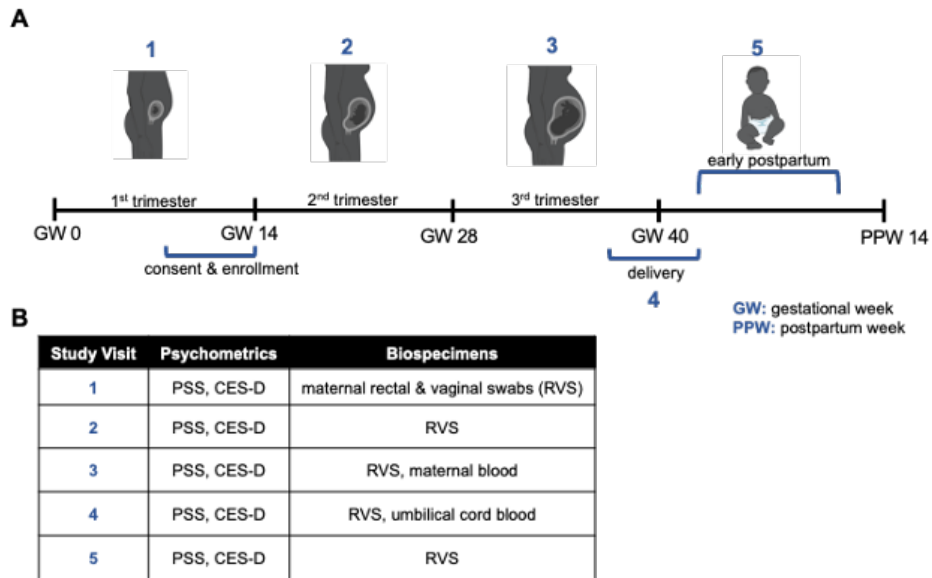 A
1 2 3 5
early postpartum
1st trimester 2nd trimester 3rd trimester
GW 0 GW 14 GW 28 GW 40 PPW 14
consent & enrollment
delivery
4
GW: gestational week
PPW: postpartum week
B
Study Visit Psychometrics Biospecimens
1 PSS, CES-D maternal rectal & vaginal swabs (RVS)
2 PSS, CES-D RVS
3 PSS, CES-D RVS, maternal blood
4 PSS, CES-D RVS, umbilical cord blood
5 PSS, CES-D RVS